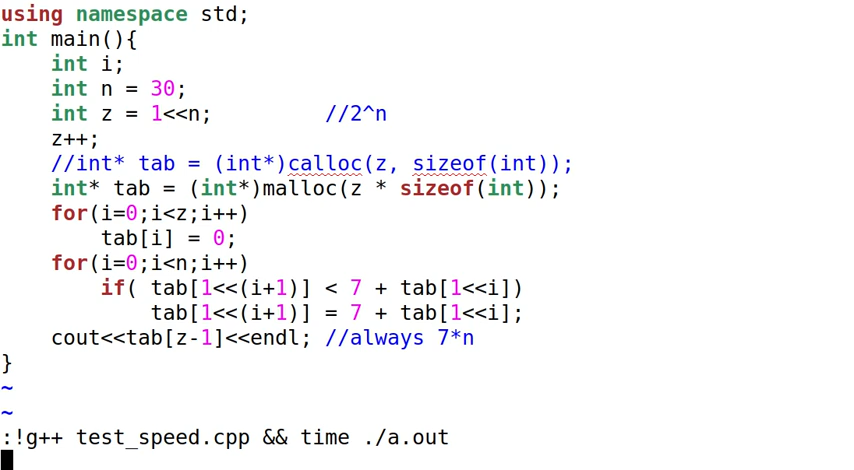 using namespace std;
int main(){
    int i;
    int n = 30;
    int z = 1<<n;         //2^n
    z++;
    //int* tab = (int*)calloc(z, sizeof(int));
    int* tab = (int*)malloc(z * sizeof(int));
    for(i=0;i<z;i++)
        tab[i] = 0;
    for(i=0;i<n;i++)
        if( tab[1<<(i+1)] < 7 + tab[1<<i])
            tab[1<<(i+1)] = 7 + tab[1<<i];
    cout<<tab[z-1]<<endl; //always 7*n
}
~
~
:!g++ test_speed.cpp && time ./a.out